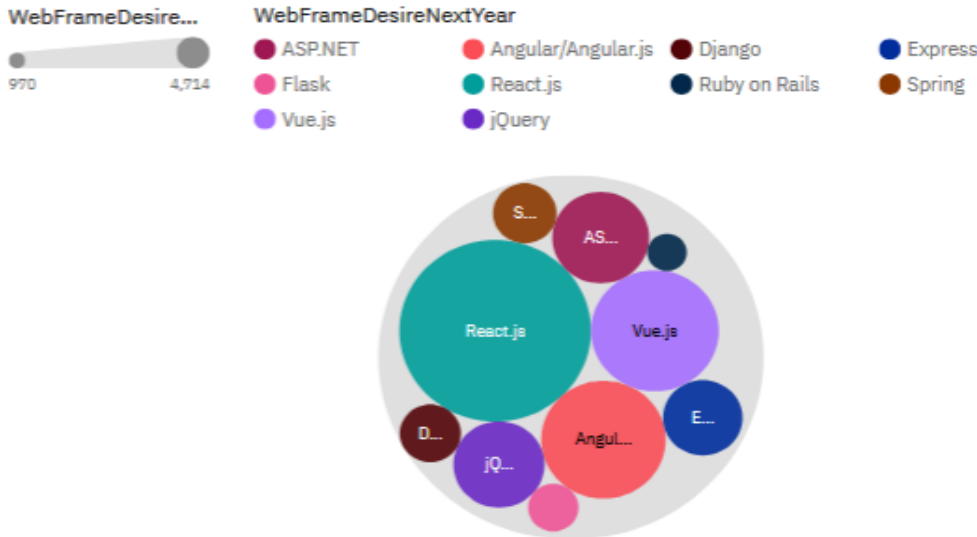 WebFrameDesire...
970 4,714
WebFrameDesireNextYear
ASP.NET Angular/Angular.js Django Express
Flask React.js Ruby on Rails Spring
Vue.js jQuery
S...
AS...
React.js
Vue.js
E...
D...
Angul...
jQ...